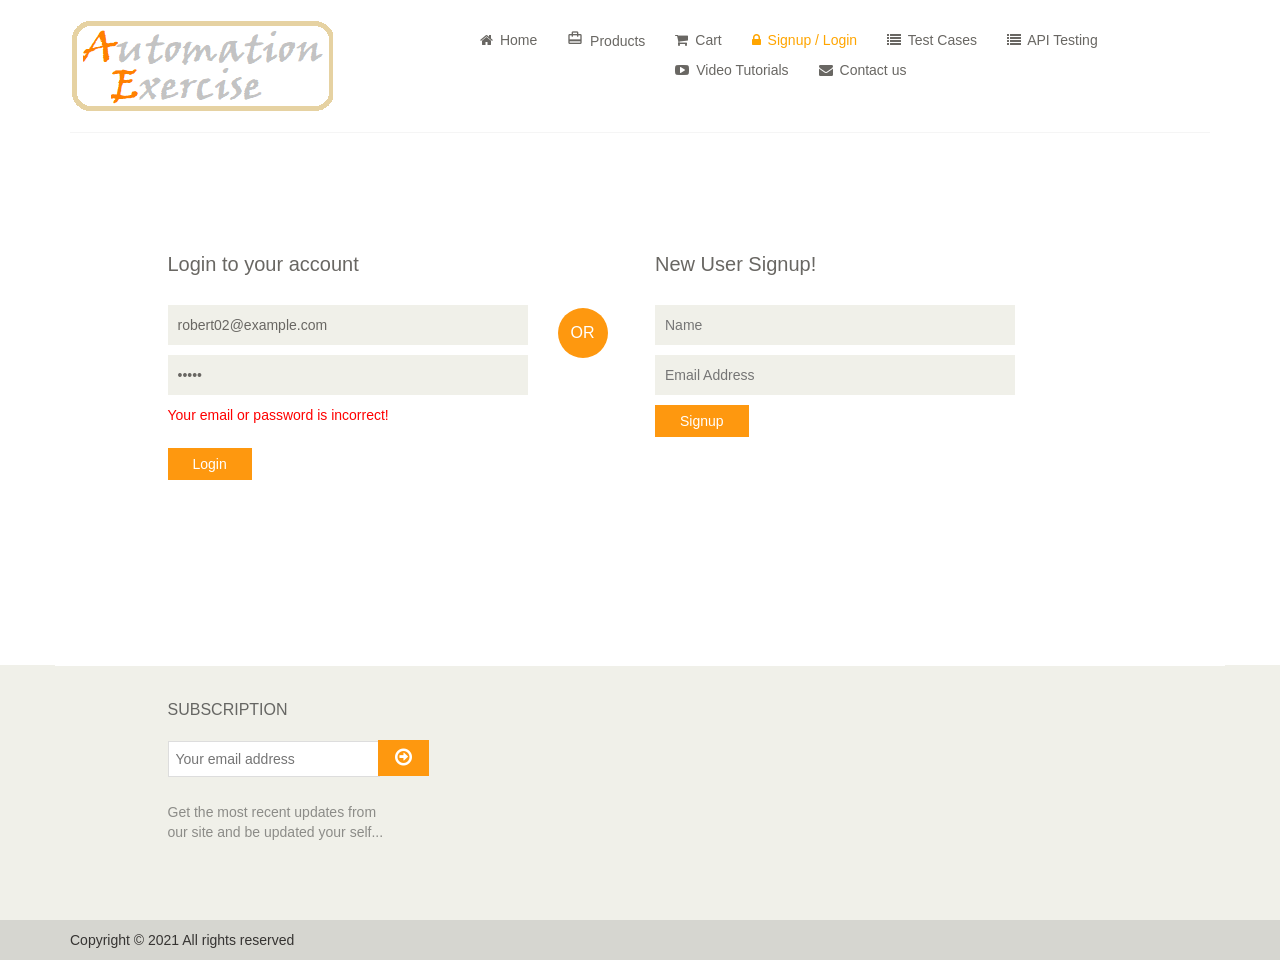 Automation
Exercise
Home
Products
Cart
Signup / Login
Test Cases
API Testing
Video Tutorials
Contact us
Login to your account
robert02@example.com
•••••
Your email or password is incorrect!
Login
OR
New User Signup!
Name
Email Address
Signup
SUBSCRIPTION
Your email address
Get the most recent updates from
our site and be updated your self...
Copyright © 2021 All rights reserved